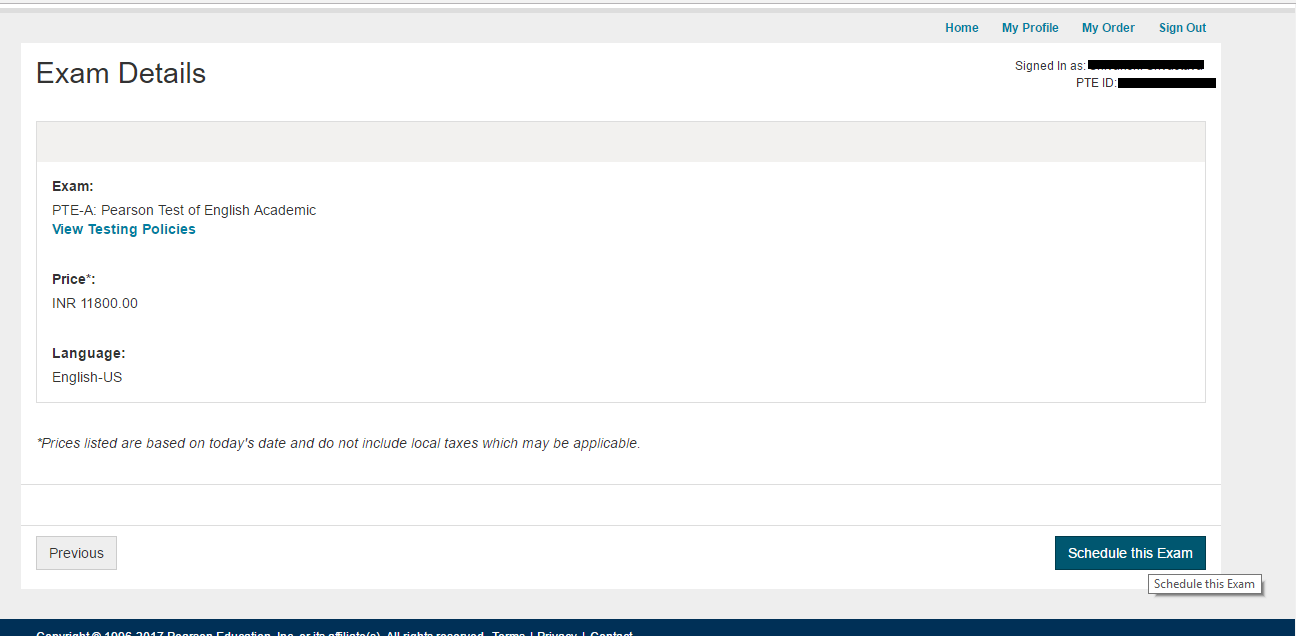 Home My Profile My Order Sign Out
Exam Details
Signed In as:
PTE ID:
Exam:
PTE-A: Pearson Test of English Academic
View Testing Policies
Price*:
INR 11800.00
Language:
English-US
*Prices listed are based on today's date and do not include local taxes which may be applicable.
Previous
Schedule this Exam
Schedule this Exam
Copyright © 1996-2017 Pearson Education, Inc. or its affiliate(s). All rights reserved. Terms | Privacy | Contact